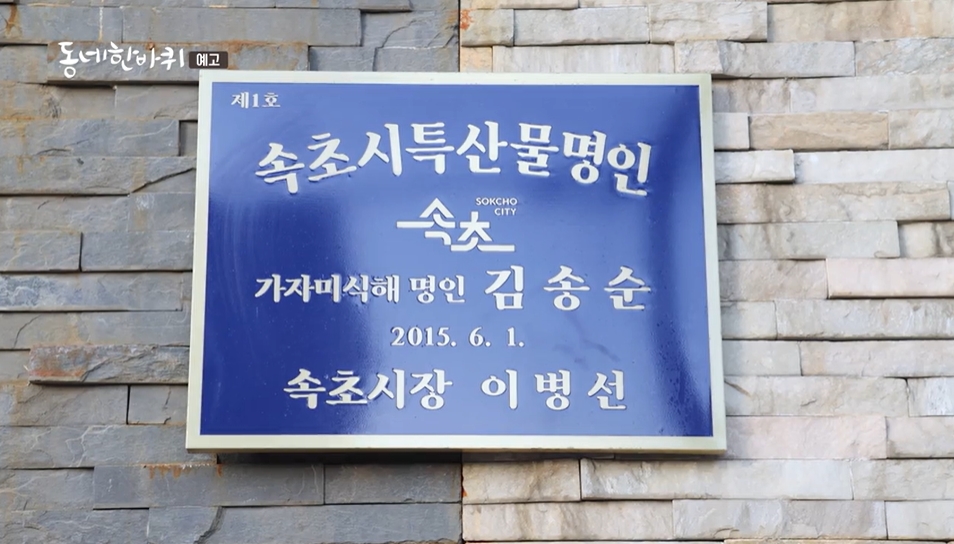 동네한바퀴 예고
제1호
속초시특산물명인
SOKCHO
CITY
속초
가자미식해 명인 김송순
2015. 6. 1.
속초시장 이병선